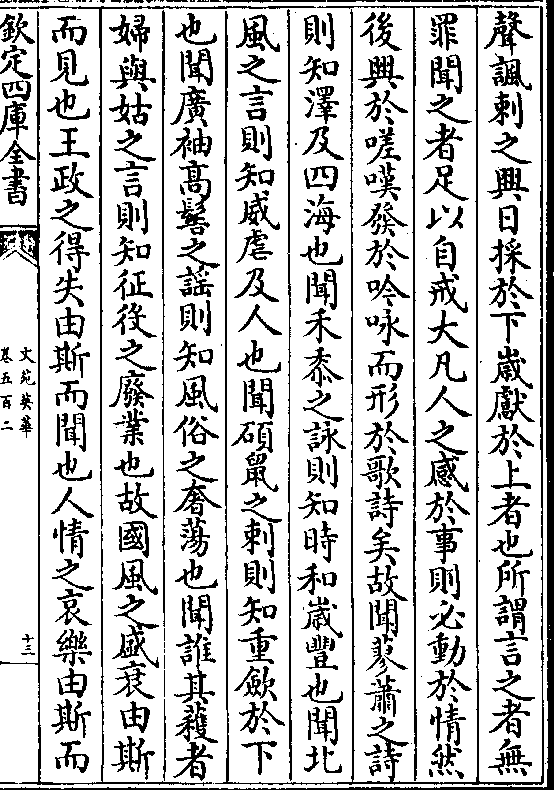 聲諷刺之興日採於下歲獻於上者也所謂言之者無
罪聞之者足以自戒大凡人之感於事則必動於情然
後興於嗟嘆發於吟咏而形於歌詩矣故聞蓼蕭之詩
則知澤及四海也聞禾黍之詠則知時和歲豐也聞北
風之言則知威虐及人也聞碩鼠之刺則知重斂於下
也聞廣袖高髻之謡則知風俗之奢蕩也聞誰其穫者
婦與姑之言則知征役之廢業也故國風之盛衰由斯
而見也王政之得失由斯而聞也人情之哀樂由斯而
欽定四庫全書
文苑英華
卷五百二
十三